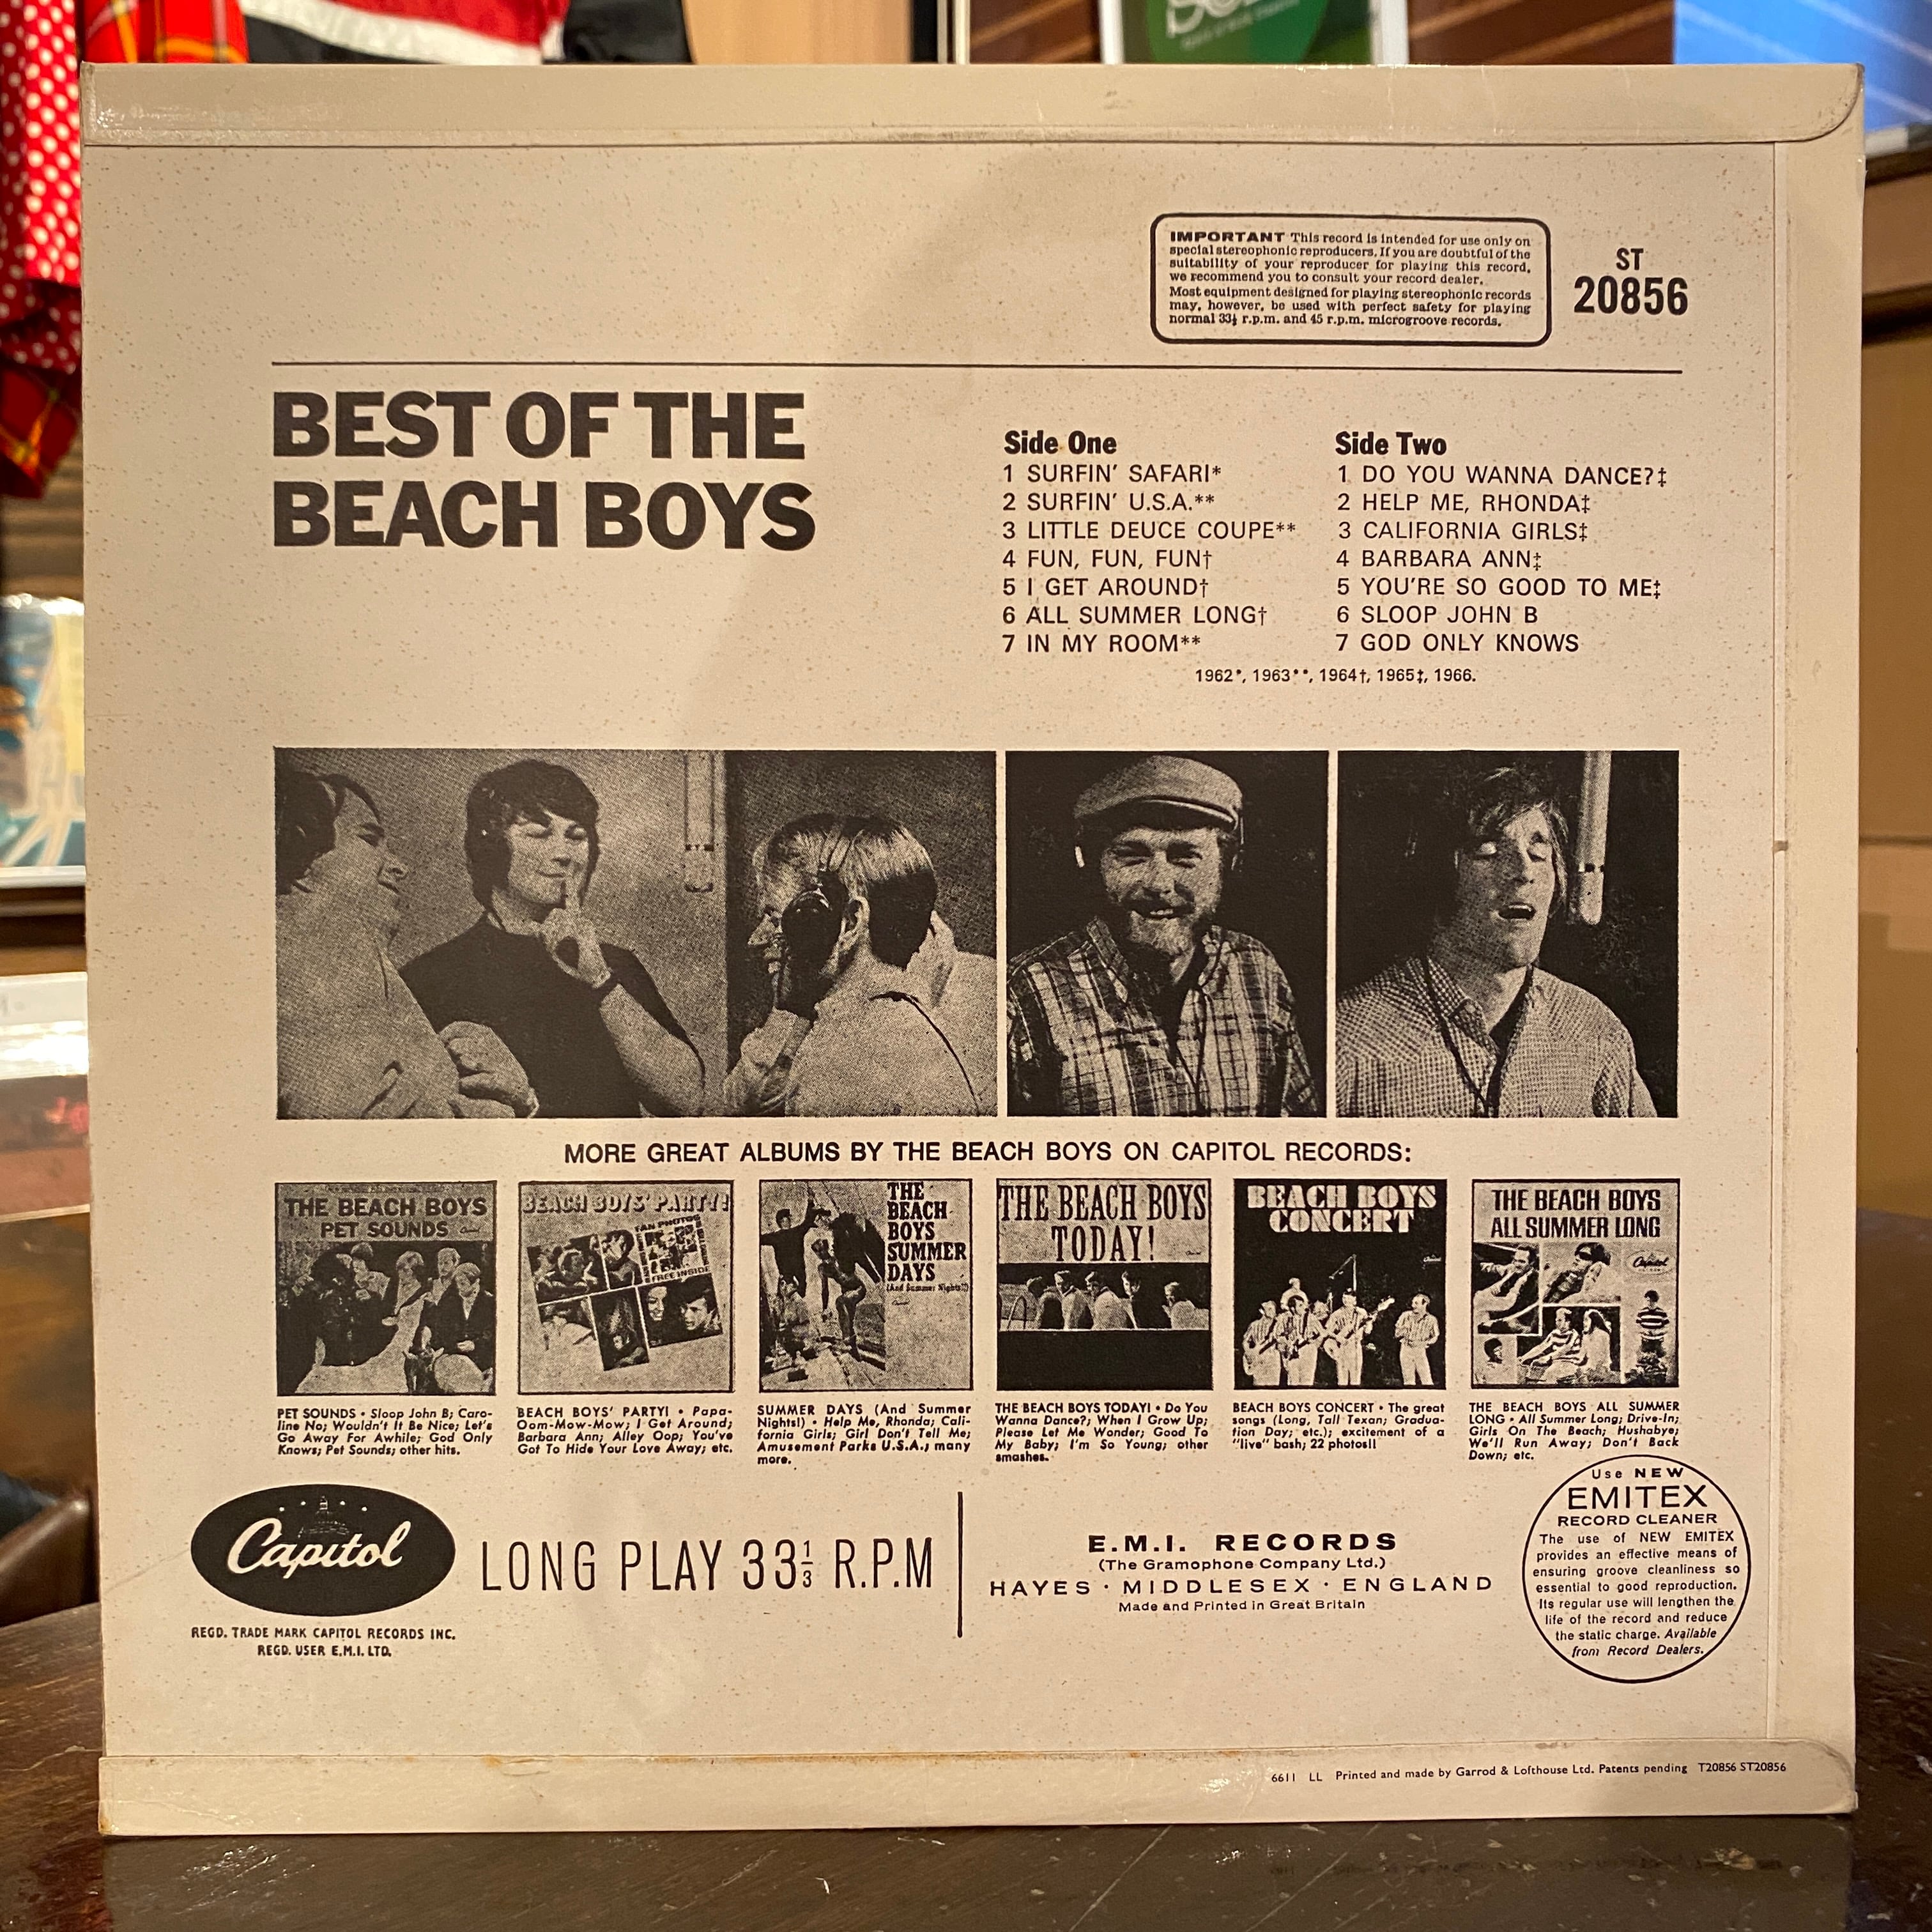 IMPORTANT This record is intended for use only on
special stereophonic reproducers. If you are doubtful of the
suitability of your reproducer for playing this record,
we recommend you to consult your record dealer.
Most equipment designed for playing stereophonic records
may, however, be used with perfect safety for playing
normal 33⅓ r.p.m. and 45 r.p.m. microgroove records.
ST
20856
BEST OF THE
BEACH BOYS
Side One
1 SURFIN' SAFARI*
2 SURFIN' U.S.A.**
3 LITTLE DEUCE COUPE**
4 FUN, FUN, FUN†
5 I GET AROUND†
6 ALL SUMMER LONG†
7 IN MY ROOM**
Side Two
1 DO YOU WANNA DANCE?‡
2 HELP ME, RHONDA‡
3 CALIFORNIA GIRLS‡
4 BARBARA ANN‡
5 YOU'RE SO GOOD TO ME‡
6 SLOOP JOHN B
7 GOD ONLY KNOWS
1962*, 1963**, 1964†, 1965‡, 1966.
MORE GREAT ALBUMS BY THE BEACH BOYS ON CAPITOL RECORDS:
THE BEACH BOYS
PET SOUNDS
BEACH BOYS' PARTY!
FAN PHOTOS
FREE INSIDE
THE
BEACH
BOYS
SUMMER
DAYS
(And Summer Nights!!)
THE BEACH BOYS
TODAY!
BEACH BOYS
CONCERT
THE BEACH BOYS
ALL SUMMER LONG
Capitol
PET SOUNDS • Sloop John B; Caro-
line No; Wouldn't It Be Nice; Let's
Go Away For Awhile; God Only
Knows; Pet Sounds; other hits.
BEACH BOYS' PARTY! • Papa-
Oom-Mow-Mow; I Get Around;
Barbara Ann; Alley Oop; You've
Got To Hide Your Love Away; etc.
SUMMER DAYS (And Summer
Nights!) • Help Me, Rhonda; Cali-
fornia Girls; Girl Don't Tell Me;
Amusement Parks U.S.A.; many
more.
THE BEACH BOYS TODAY! • Do You
Wanna Dance?; When I Grow Up;
Please Let Me Wonder; Good To
My Baby; I'm So Young; other
smashes.
BEACH BOYS CONCERT • The great
songs (Long, Tall Texan; Gradua-
tion Day; etc.); excitement of a
"live" bash; 22 photos!!
THE BEACH BOYS ALL SUMMER
LONG • All Summer Long; Drive-In;
Girls On The Beach; Hushabye;
We'll Run Away; Don't Back
Down; etc.
Capitol
REGD. TRADE MARK CAPITOL RECORDS INC.
REGD. USER E.M.I. LTD.
LONG PLAY 33⅓ R.P.M
E.M.I. RECORDS
(The Gramophone Company Ltd.)
HAYES · MIDDLESEX · ENGLAND
Made and Printed in Great Britain
Use NEW
EMITEX
RECORD CLEANER
The use of NEW EMITEX
provides an effective means of
ensuring groove cleanliness so
essential to good reproduction.
Its regular use will lengthen the
life of the record and reduce
the static charge. Available
from Record Dealers.
6611 LL Printed and made by Garrod & Lofthouse Ltd. Patents pending T20856 ST20856